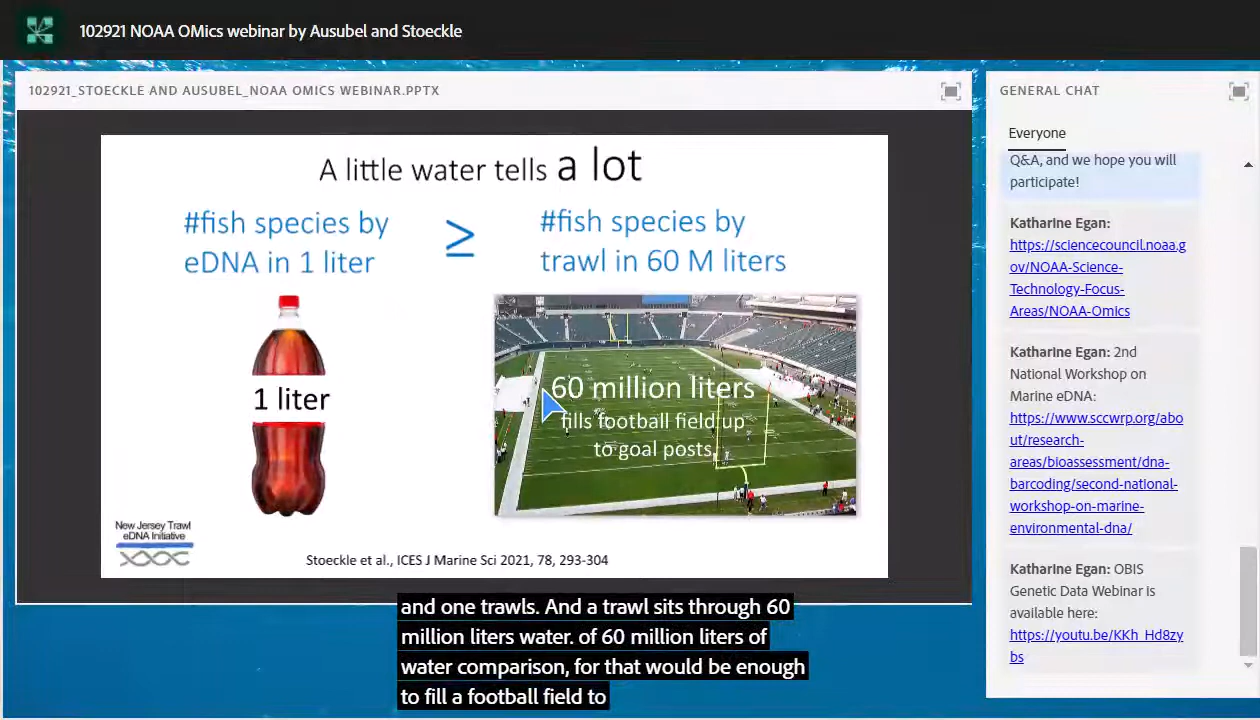 102921 NOAA OMics webinar by Ausubel and Stoeckle
102921_STOECKLE AND AUSUBEL_NOAA OMICS WEBINAR.PPTX
A little water tells a lot
#fish species by
eDNA in 1 liter
≥
#fish species by
trawl in 60 M liters
1 liter
60 million liters
fills football field up
to goal posts
New Jersey Trawl
eDNA Initiative
Stoeckle et al., ICES J Marine Sci 2021, 78, 293-304
and one trawls. And a trawl sits through 60
million liters water. of 60 million liters of
water comparison, for that would be enough
to fill a football field to
GENERAL CHAT
Everyone
Q&A, and we hope you will
participate!
Katharine Egan:
https://sciencecouncil.noaa.g
ov/NOAA-Science-
Technology-Focus-
Areas/NOAA-Omics
Katharine Egan: 2nd
National Workshop on
Marine eDNA:
https://www.sccwrp.org/abo
ut/research-
areas/bioassessment/dna-
barcoding/second-national-
workshop-on-marine-
environmental-dna/
Katharine Egan: OBIS
Genetic Data Webinar is
available here:
https://youtu.be/KKh_Hd8zy
bs